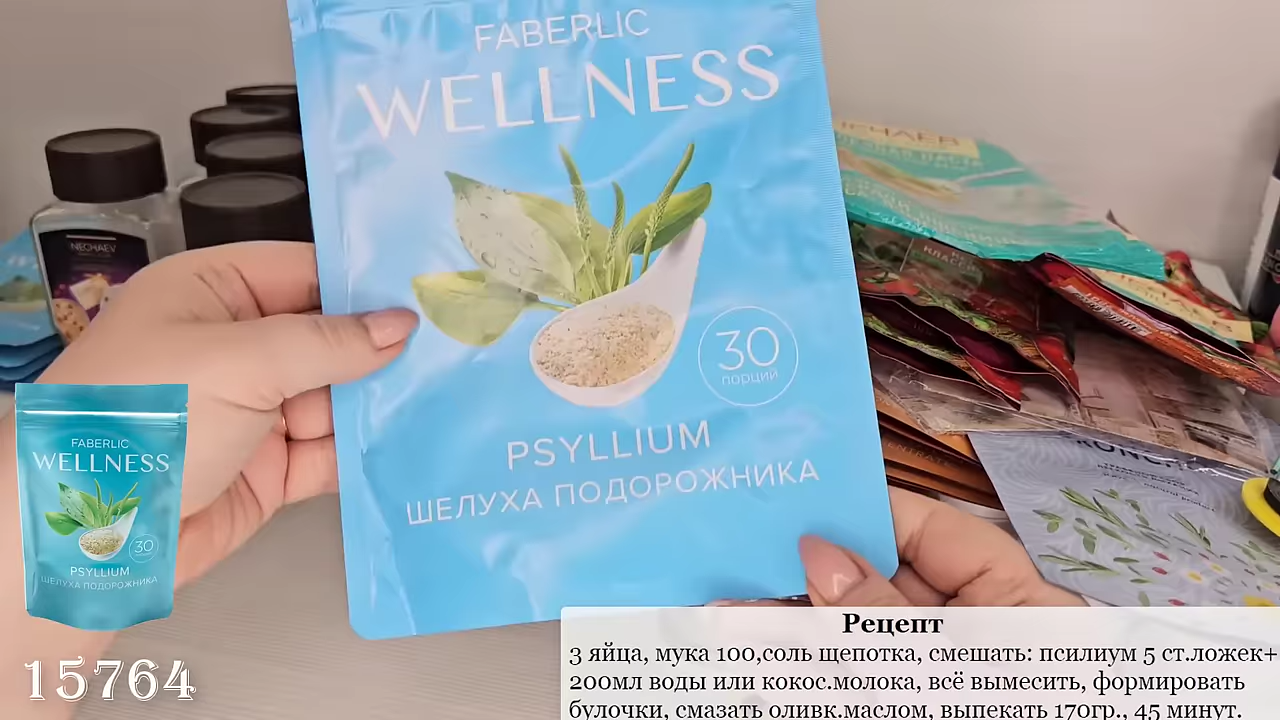 FABERLIC
WELLNESS
30
порций
PSYLLIUM
ШЕЛУХА ПОДОРОЖНИКА
NECHAEV
FABERLIC
WELLNESS
30
PSYLLIUM
ШЕЛУХА ПОДОРОЖНИКА
15764
Рецепт
3 яйца, мука 100,соль щепотка, смешать: псилиум 5 ст.ложек+
200мл воды или кокос.молока, всё вымесить, формировать
булочки, смазать оливк.маслом, выпекать 170гр., 45 минут.